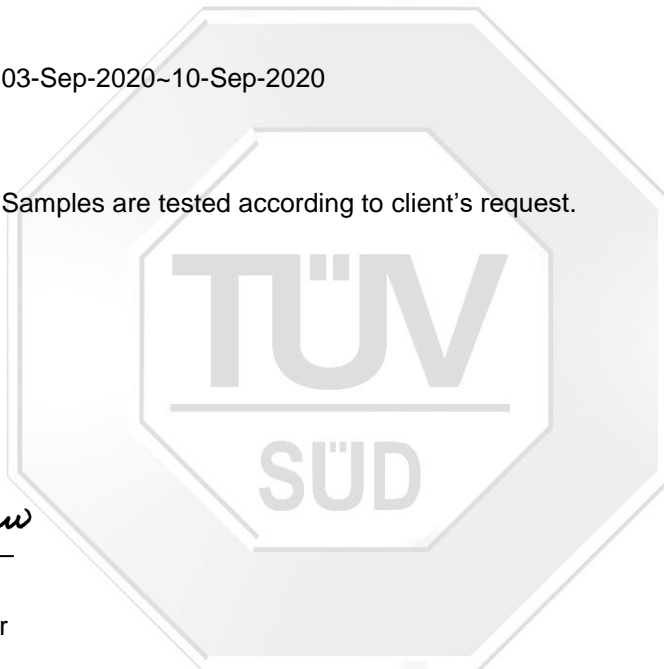 03-Sep-2020~10-Sep-2020
Samples are tested according to client's request.
TÜV
SÜD